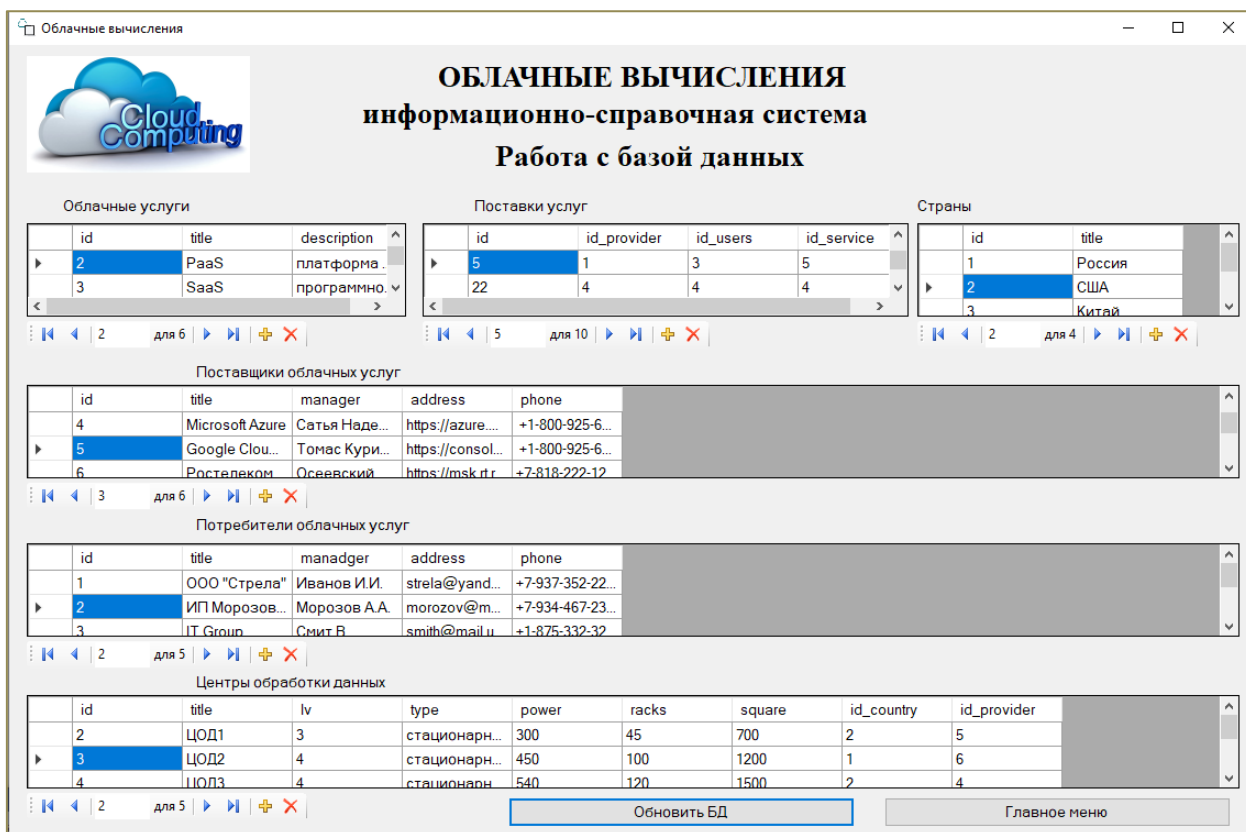 Облачные вычисления
Cloud
Computing
ОБЛАЧНЫЕ ВЫЧИСЛЕНИЯ
информационно-справочная система
Работа с базой данных
Облачные услуги
id title description
2 PaaS платформа .
3 SaaS программно.
2 для 6
Поставки услуг
id id_provider id_users id_service
5 1 3 5
22 4 4 4
5 для 10
Страны
id title
1 Россия
2 США
3 Китай
2 для 4
Поставщики облачных услуг
id title manager address phone
4 Microsoft Azure Сатья Наде... https://azure.... +1-800-925-6...
5 Google Clou... Томас Кури... https://consol... +1-800-925-6...
6 Ростелеком Осеевский https://msk.rt.r +7-818-222-12
3 для 6
Потребители облачных услуг
id title manadger address phone
1 ООО "Стрела" Иванов И.И. strela@yand... +7-937-352-22...
2 ИП Морозов... Морозов А.А. morozov@m... +7-934-467-23...
3 IT Group Смит В. smith@mail.u +1-875-332-32
2 для 5
Центры обработки данных
id title lv type power racks square id_country id_provider
2 ЦОД1 3 стационарн... 300 45 700 2 5
3 ЦОД2 4 стационарн... 450 100 1200 1 6
4 ЦОД3 4 стационарн 540 120 1500 2 4
2 для 5
Обновить БД
Главное меню